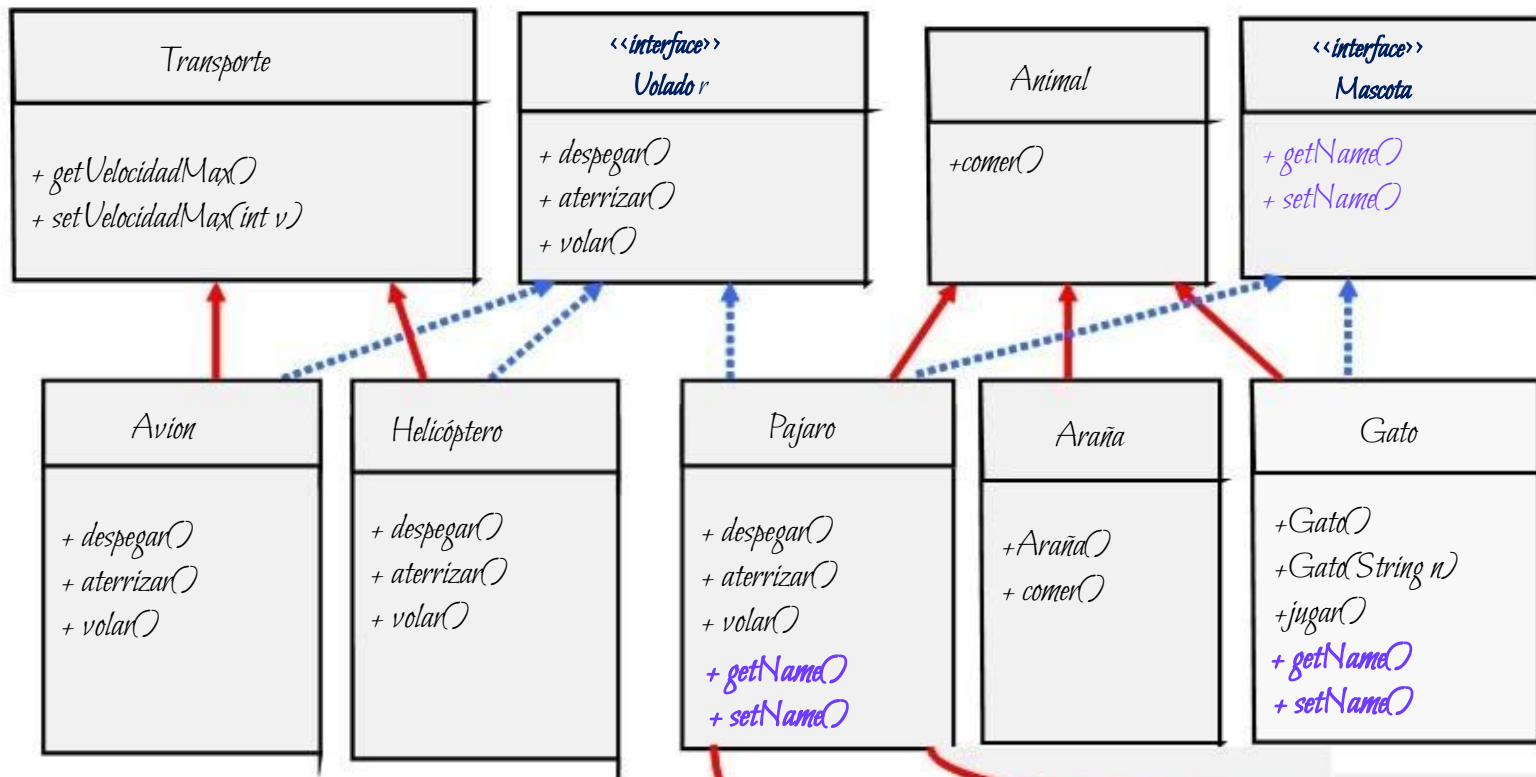 Transporte
+ getVelocidadMax()
+ setVelocidadMax(int v)
<<interface>>
Volado r
+ despegar()
+ aterrizar()
+ volar()
Animal
+comer()
<<interface>>
Mascota
+ getName()
+ setName()
Avion
+ despegar()
+ aterrizar()
+ volar()
Helicóptero
+ despegar()
+ aterrizar()
+ volar()
Pajaro
+ despegar()
+ aterrizar()
+ volar()
+ getName()
+ setName()
Araña
+Araña()
+ comer()
Gato
+Gato()
+Gato(String n)
+jugar()
+ getName()
+ setName()